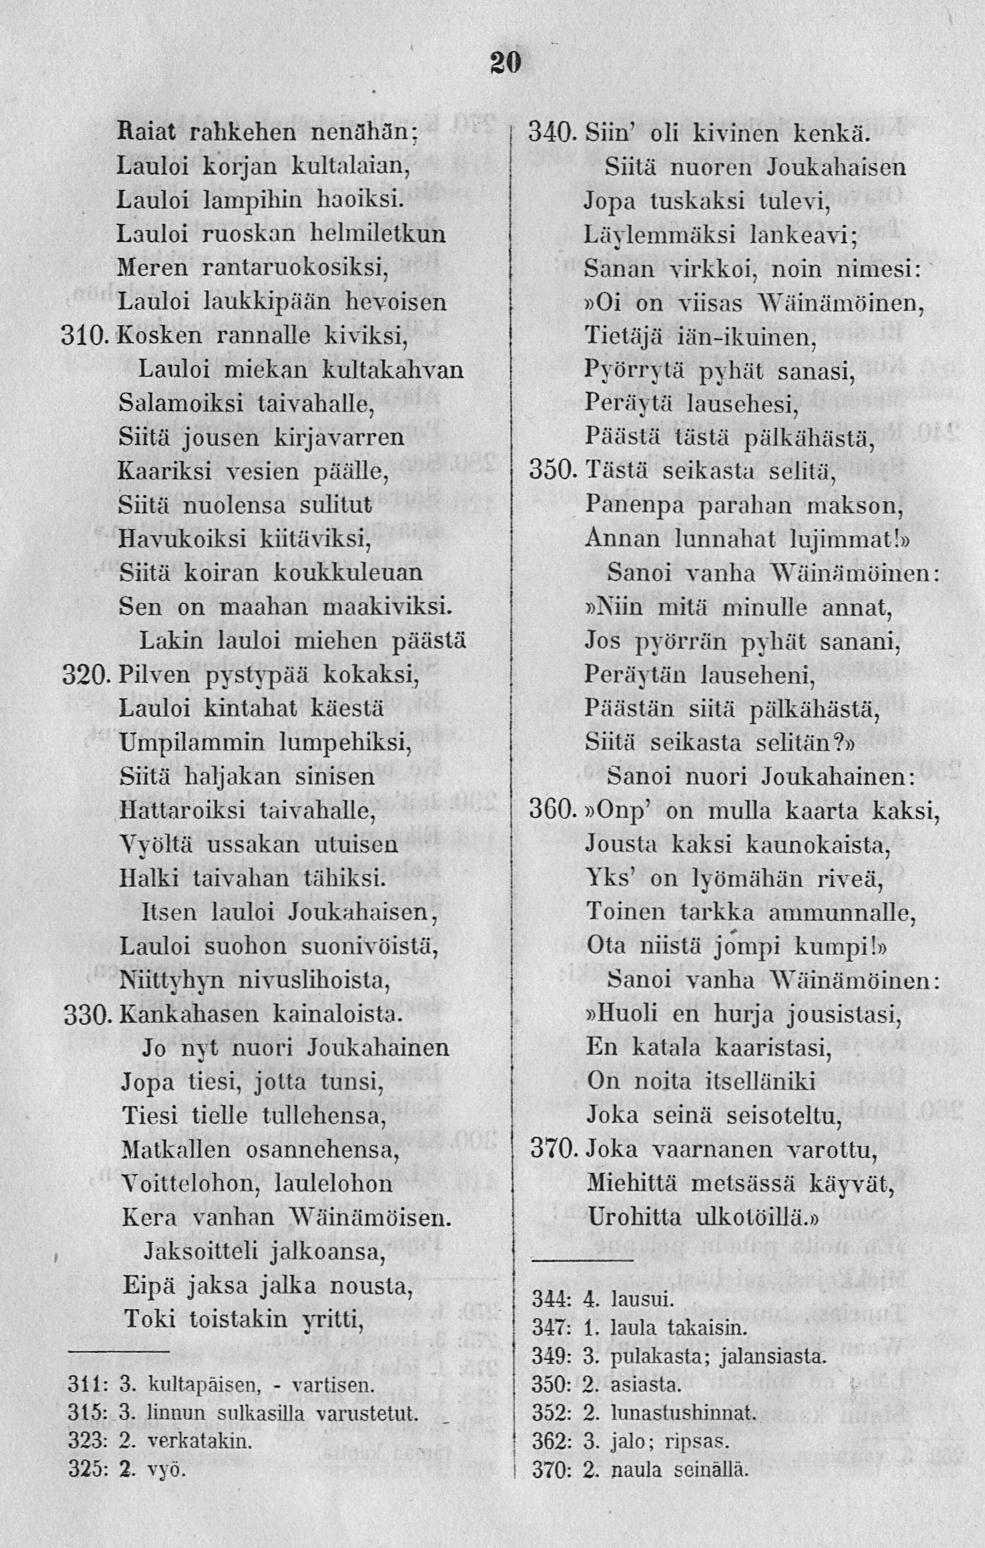 20
Raiat rahkehen nenähän;
Lauloi korjan kultalaian,
Lauloi lampihin haoiksi.
Lauloi ruoskan helmiletkun
Meren rantaruokosiksi,
Lauloi laukkipään hevoisen
310. Kosken rannalle kiviksi,
Lauloi miekan kultakahvan
Salamoiksi taivahalle,
Siitä jousen kirjavarren
Kaariksi vesien päälle,
Siitä nuolensa sulitut
Havukoiksi kiitäviksi,
Siitä koiran koukkuleuan
Sen on maahan maakiviksi.
Lakin lauloi miehen päästä
320. Pilven pystypää kokaksi,
Lauloi kintahat käestä
Umpilammin lumpehiksi,
Siitä haljakan sinisen
Hattaroiksi taivahalle,
Vyöltä ussakan utuisen
Halki taivahan tähiksi.
Itsen lauloi Joukahaisen,
Lauloi suohon suonivöistä,
Niittyhyn nivuslihoista,
330. Kankahasen kainaloista.
Jo nyt nuori Joukahainen
Jopa tiesi, jotta tunsi,
Tiesi tielle tullehensa,
Matkallen osannehensa,
Voittelohon, laulelohon
Kera vanhan Wäinämöisen.
Jaksoitteli jalkoansa,
Eipä jaksa jalka nousta,
Toki toistakin yritti,
311: 3. kultapäisen, - vartisen.
315: 3. linnun sulkasilla varustetut.
323: 2. verkatakin.
325: 2. vyö.
340. Siin' oli kivinen kenkä.
Siitä nuoren Joukahaisen
Jopa tuskaksi tulevi,
Läylemmäksi lankeavi;
Sanan virkkoi, noin nimesi:
»Oi on viisas Wäinämöinen,
Tietäjä iän-ikuinen,
Pyörrytä pyhät sanasi,
Peräytä lausehesi,
Päästä tästä pälkähästä,
350. Tästä seikasta selitä,
Panenpa parahan makson,
Annan lunnahat lujimmat!»
Sanoi vanha Wäinämöinen:
»Niin mitä minulle annat,
Jos pyörrän pyhät sanani,
Peräytän lauseheni,
Päästän siitä pälkähästä,
Siitä seikasta selitän?»
Sanoi nuori Joukahainen:
360. »Onp' on mulla kaarta kaksi,
Jousta kaksi kaunokaista,
Yks' on lyömähän riveä,
Toinen tarkka ammunnalle,
Ota niistä jompi kumpi!»
Sanoi vanha Wäinämöinen:
»Huoli en hurja jousistasi,
En katala kaaristasi,
On noita itselläniki
Joka seinä seisoteltu,
370. Joka vaarnanen varottu,
Miehittä metsässä käyvät,
Urohitta ulkotöillä.»
344: 4. lausui.
347: 1. laula takaisin.
349: 3. pulakasta; jalansiasta.
350: 2. asiasta.
352: 2. lunastushinnat.
362: 3. jalo; ripsas.
370: 2. naula seinällä.